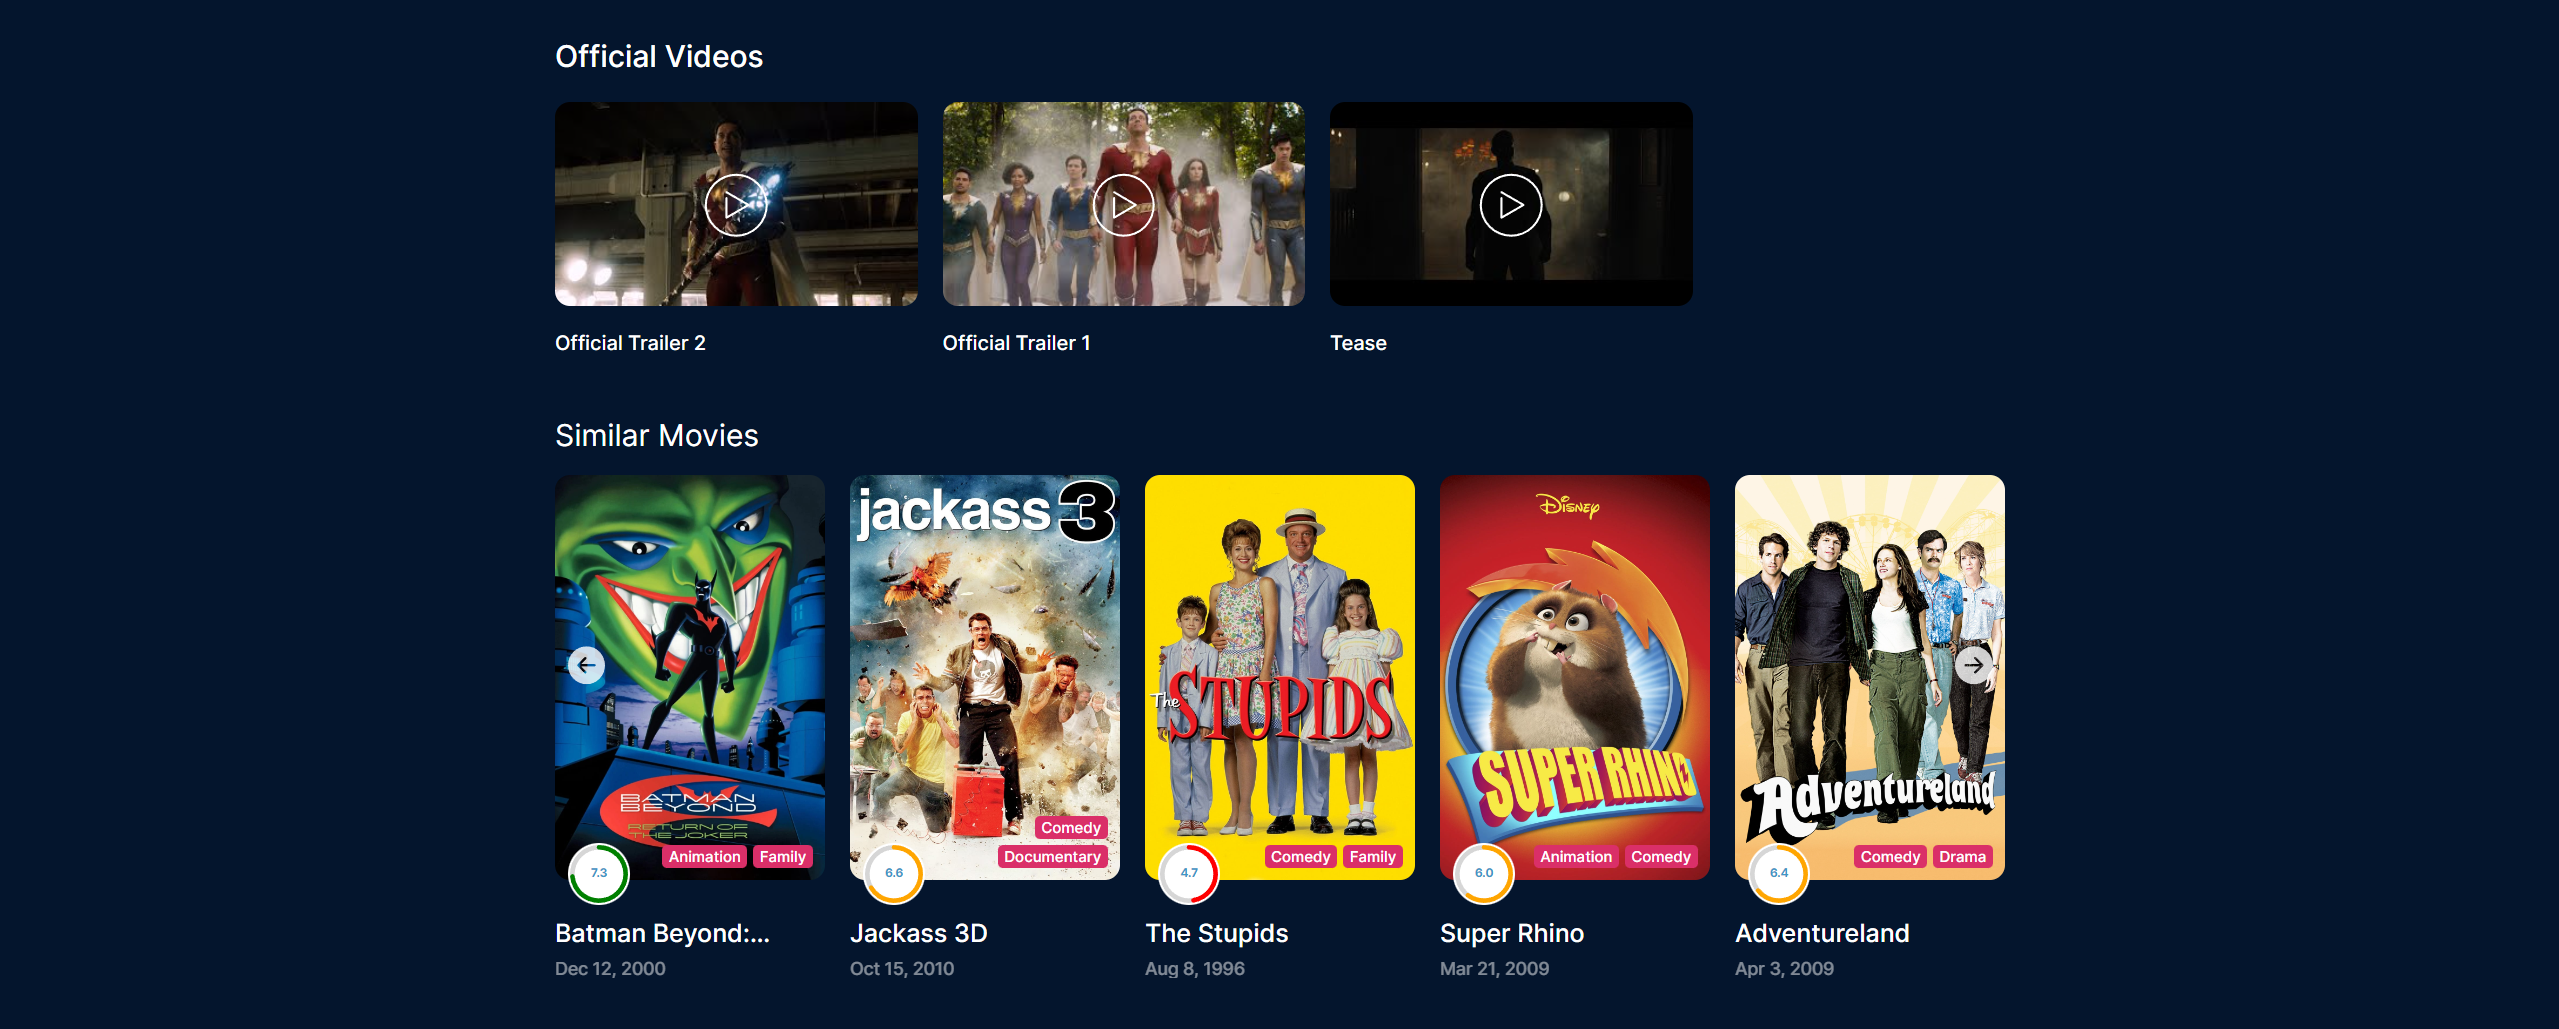 Official Videos
Official Trailer 2
Official Trailer 1
Tease
Similar Movies
BATMAN
BEYOND
RETURN OF
THE JOKER
Animation Family
7.3
Batman Beyond:...
Dec 12, 2000
jackass 3
Comedy
Documentary
6.6
Jackass 3D
Oct 15, 2010
The STUPIDS
Comedy Family
4.7
The Stupids
Aug 8, 1996
Disney
SUPER RHINO
Animation Comedy
6.0
Super Rhino
Mar 21, 2009
Adventureland
Comedy Drama
6.4
Adventureland
Apr 3, 2009